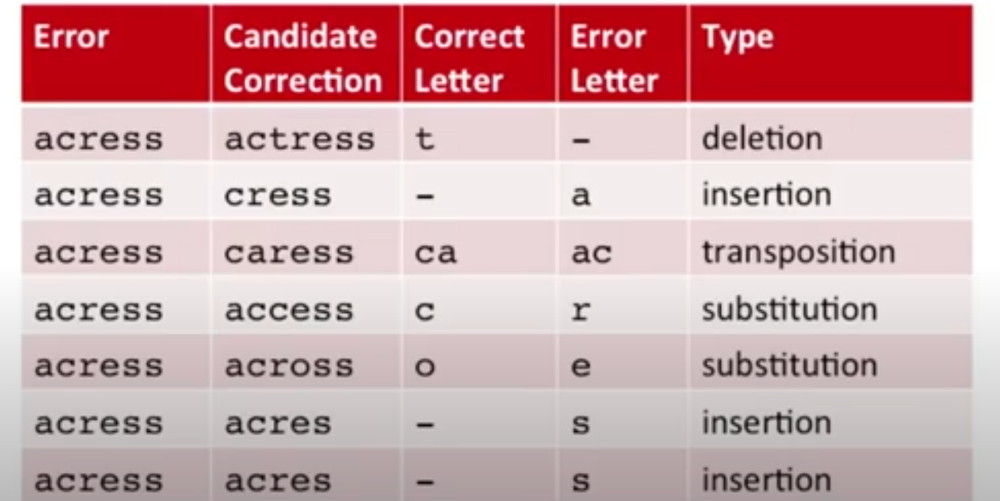 Error Candidate Correction Correct Letter Error Letter Type
acress actress t - deletion
acress cress - a insertion
acress caress ca ac transposition
acress access c r substitution
acress across o e substitution
acress acres - s insertion
acress acres - s insertion